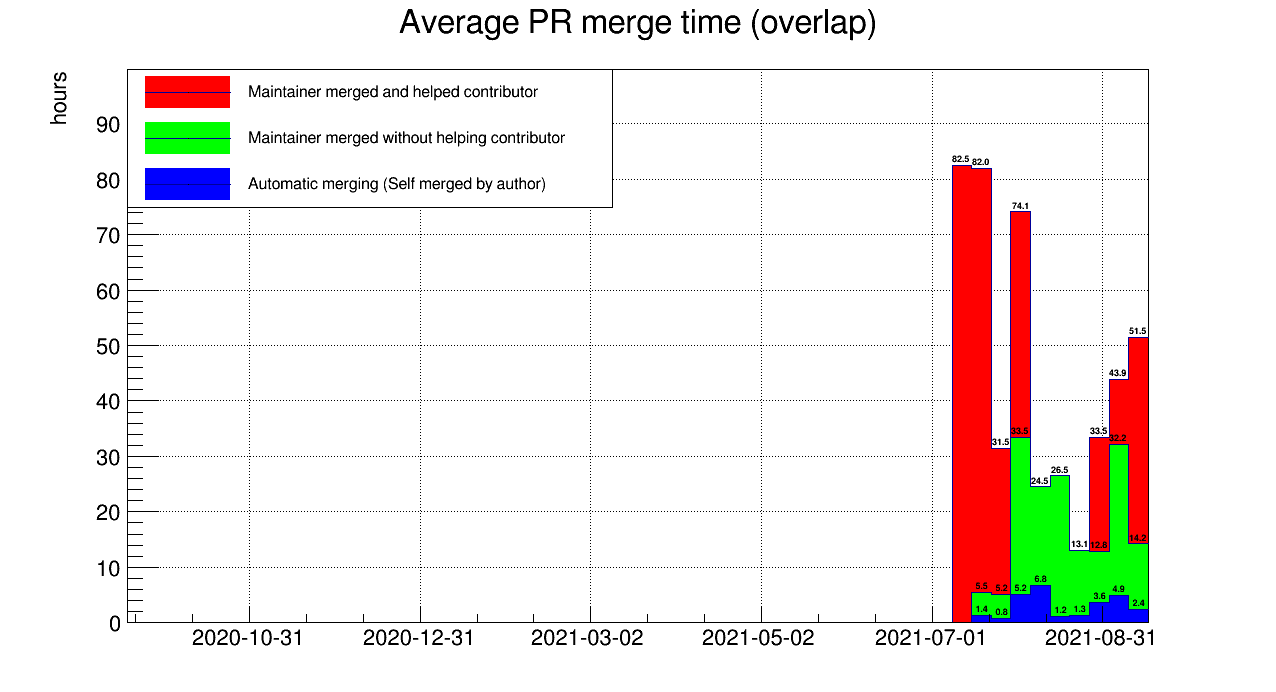 Average PR merge time (overlap)
hours
Maintainer merged and helped contributor
Maintainer merged without helping contributor
Automatic merging (Self merged by author)
90
80
70
60
50
40
30
20
10
0
82.5 82.0
74.1
51.5
43.9
33.5 33.5 32.2
31.5
26.5
24.5
14.2
13.1 12.8
6.8
5.5 5.2 5.2 4.9
3.6
2.4
1.4 0.8 1.2 1.3
2020-10-31 2020-12-31 2021-03-02 2021-05-02 2021-07-01 2021-08-31